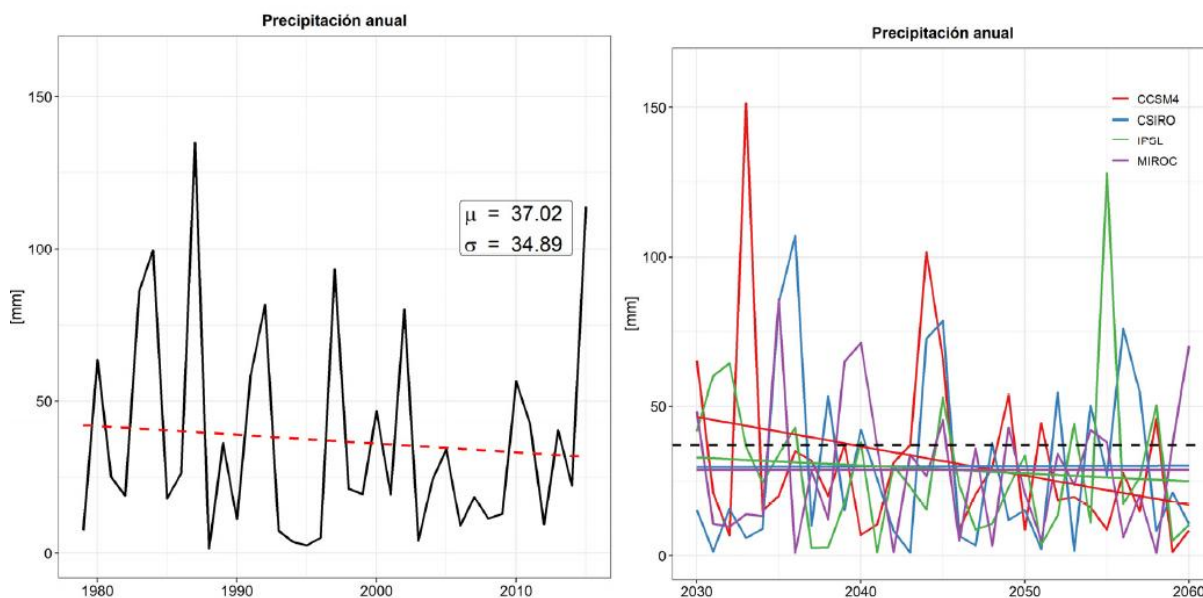 Precipitación anual
150
100
50
0
[mm]
μ = 37.02
σ = 34.89
1980
1990
2000
2010
Precipitación anual
150
100
50
0
[mm]
CCSM4
CSIRO
IPSL
MIROC
2030
2040
2050
2060